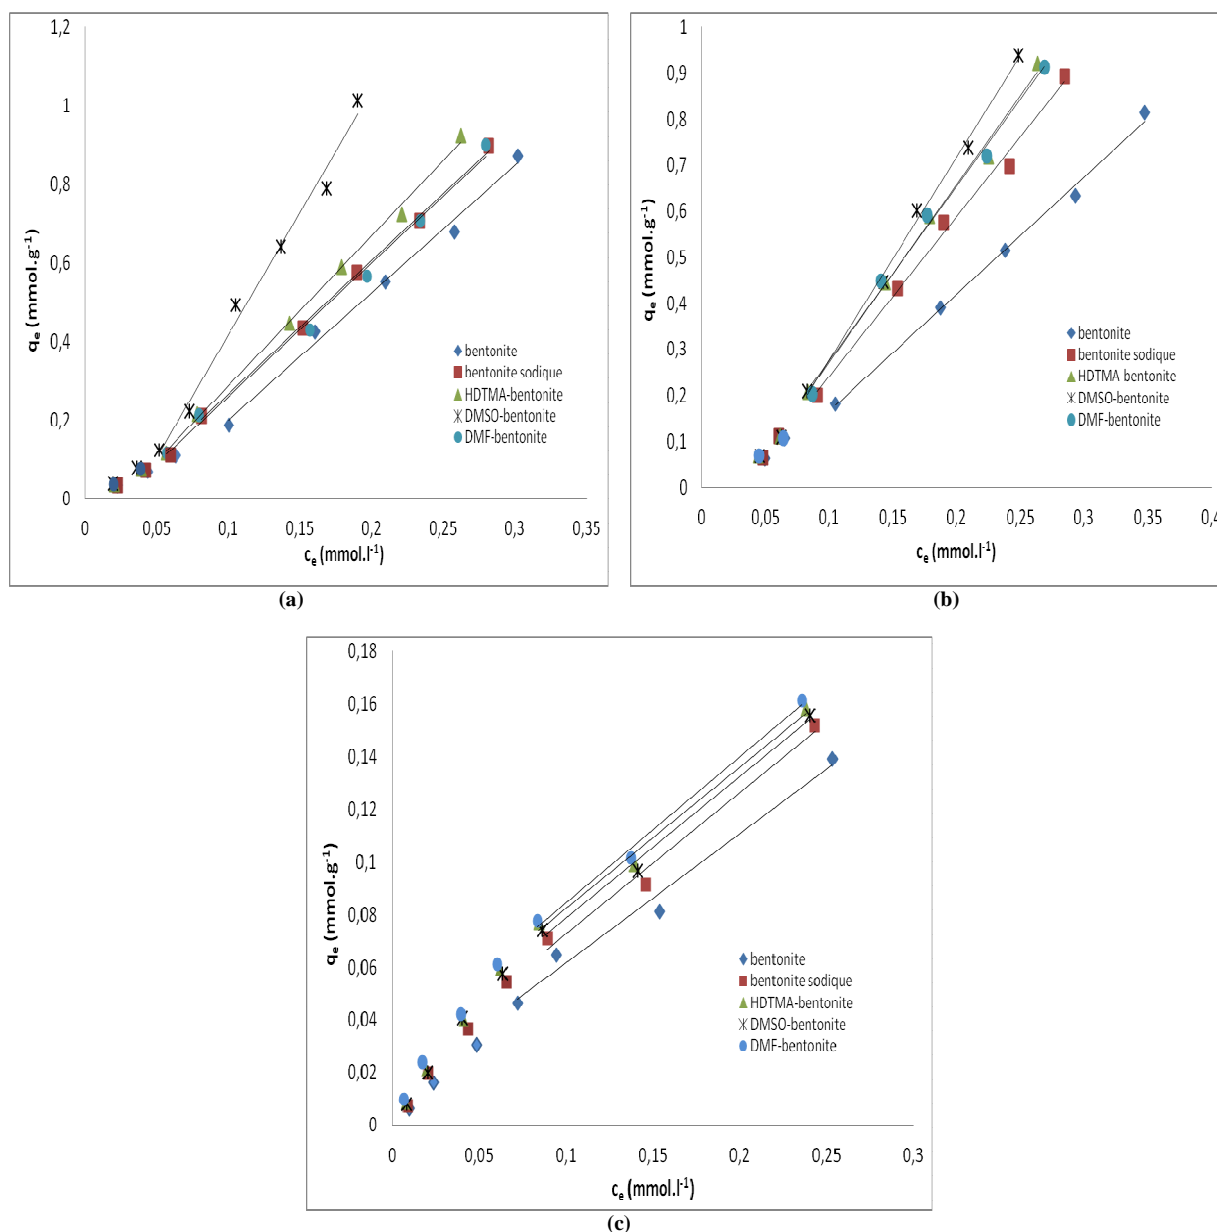 1,2
1
0,8
0,6
0,4
0,2
0
qe (mmol.g-1)
bentonite
bentonite sodique
HDTMA-bentonite
DMSO-bentonite
DMF-bentonite
0 0,05 0,1 0,15 0,2 0,25 0,3 0,35
ce (mmol.l-1)
(a)
1
0,9
0,8
0,7
0,6
0,5
0,4
0,3
0,2
0,1
0
qe (mmol.g-1)
bentonite
bentonite sodique
HDTMA-bentonite
DMSO-bentonite
DMF-bentonite
0 0,05 0,1 0,15 0,2 0,25 0,3 0,35 0,4
ce (mmol.l-1)
(b)
0,18
0,16
0,14
0,12
0,1
0,08
0,06
0,04
0,02
0
qe (mmol.g-1)
bentonite
bentonite sodique
HDTMA-bentonite
DMSO-bentonite
DMF-bentonite
0 0,05 0,1 0,15 0,2 0,25 0,3
ce (mmol.l-1)
(c)